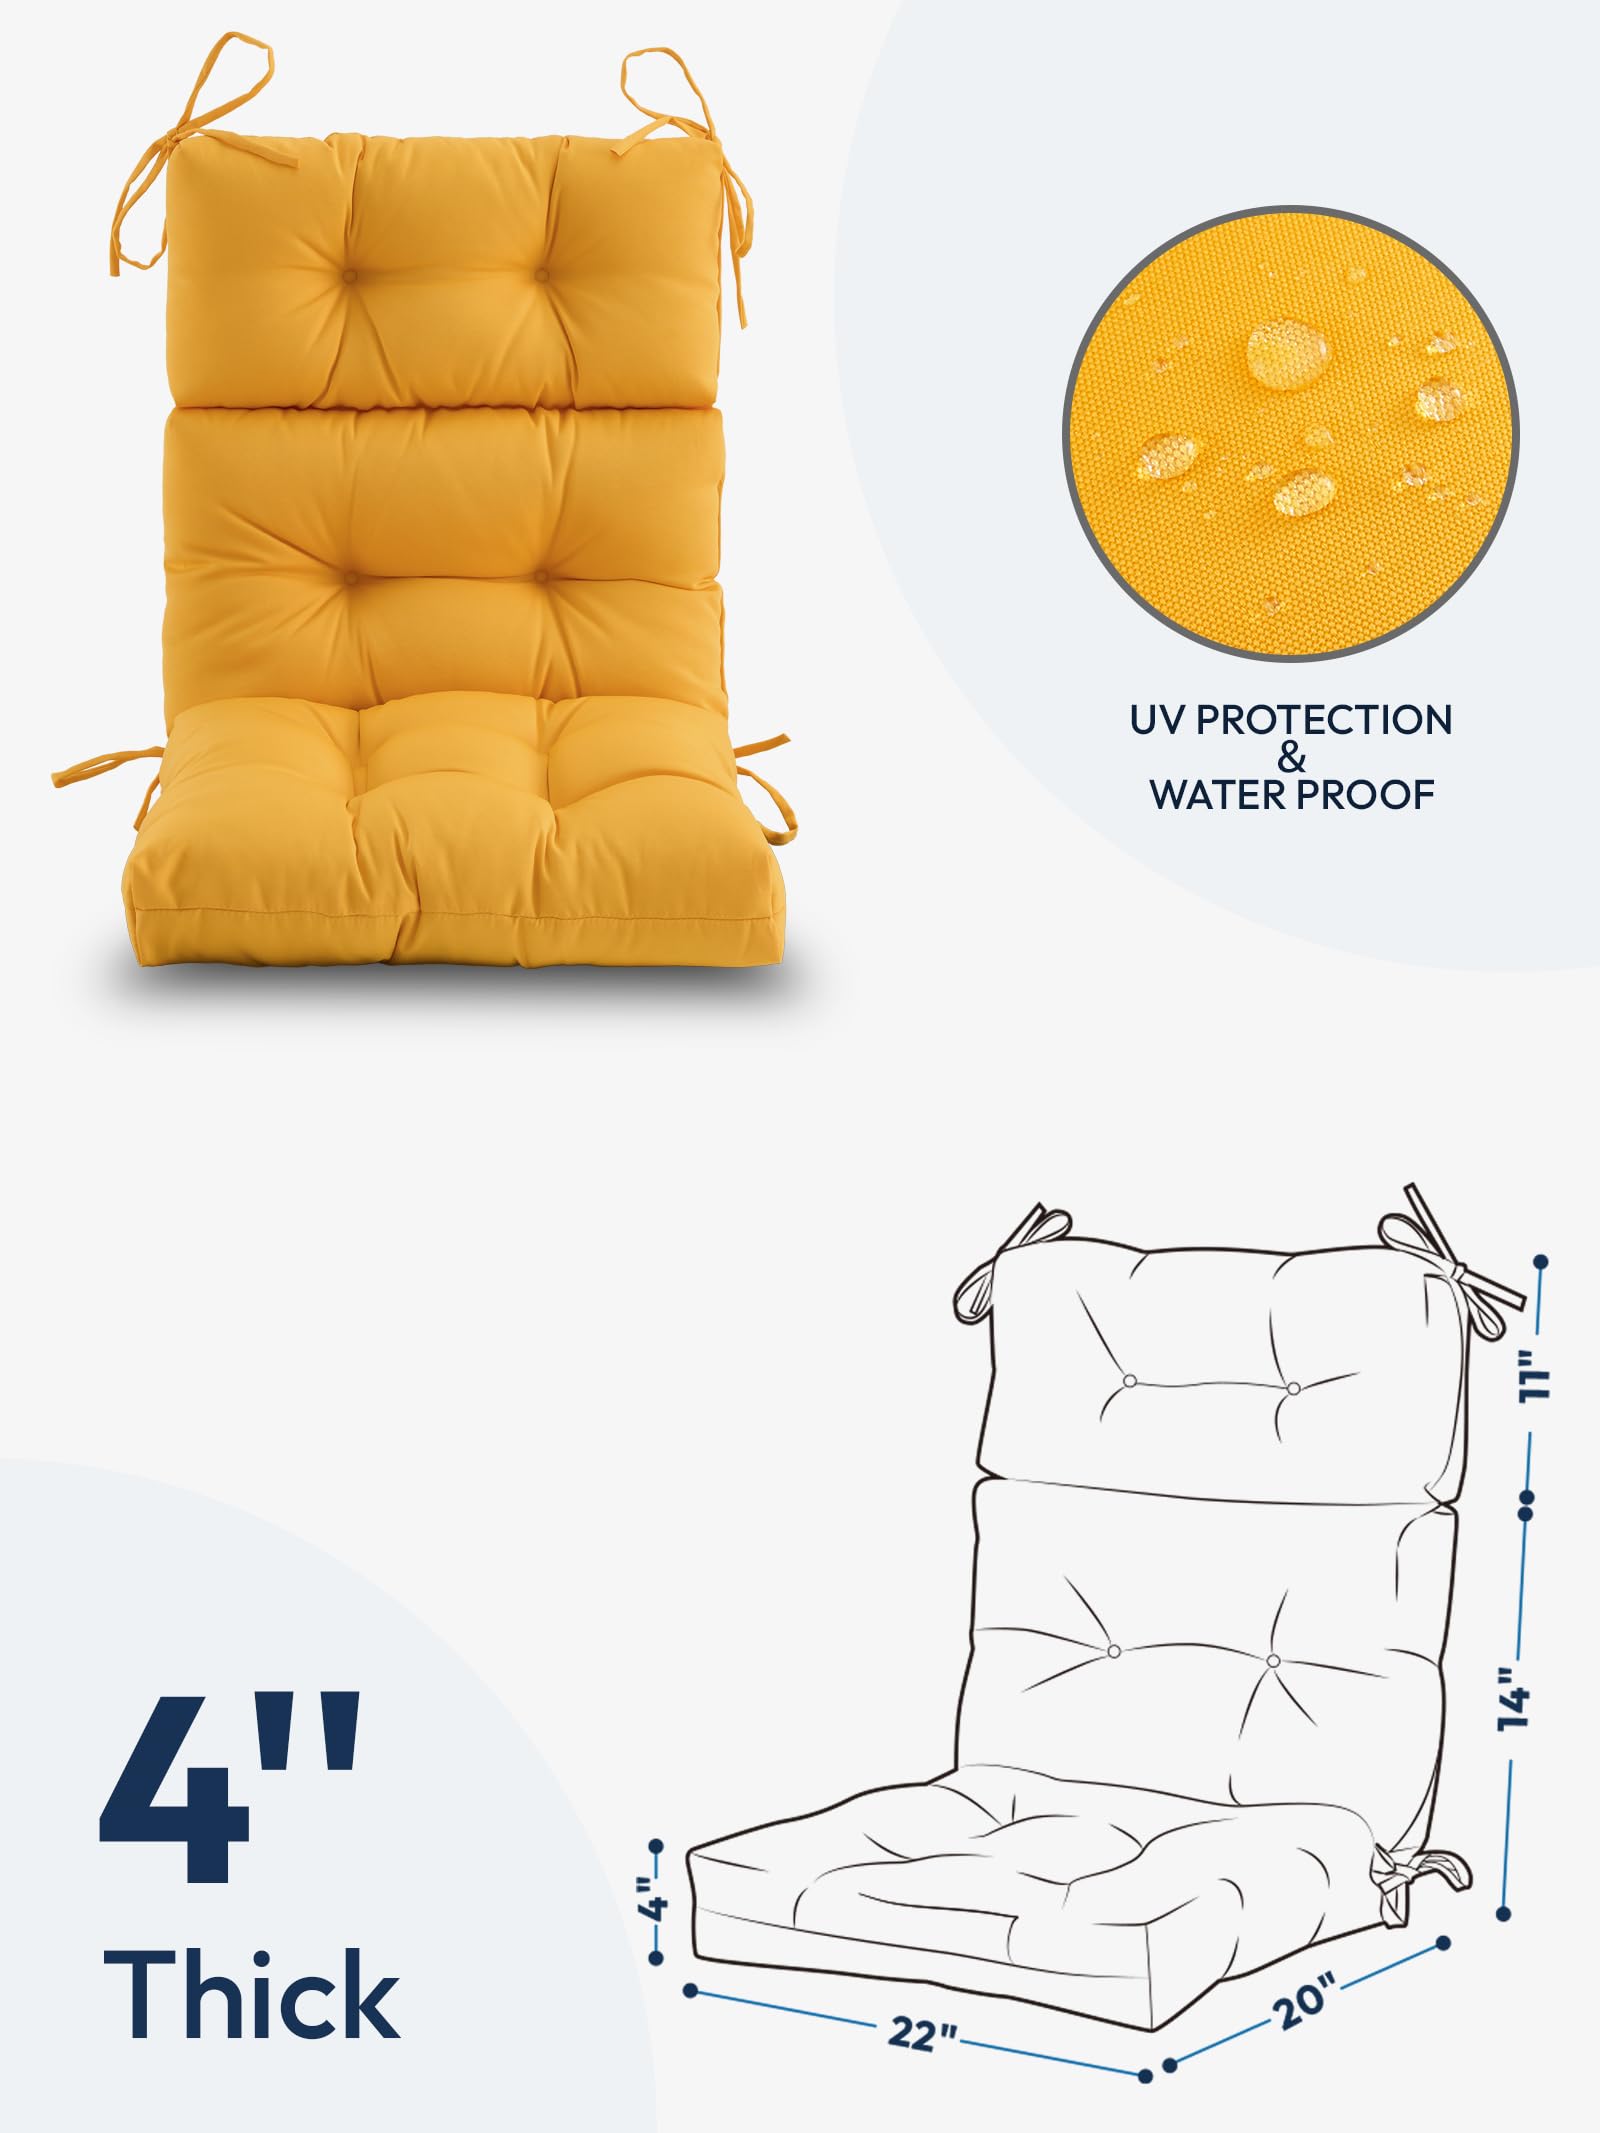 UV PROTECTION
&
WATER PROOF
11"
14"
4"
Thick
4"
22"
20"